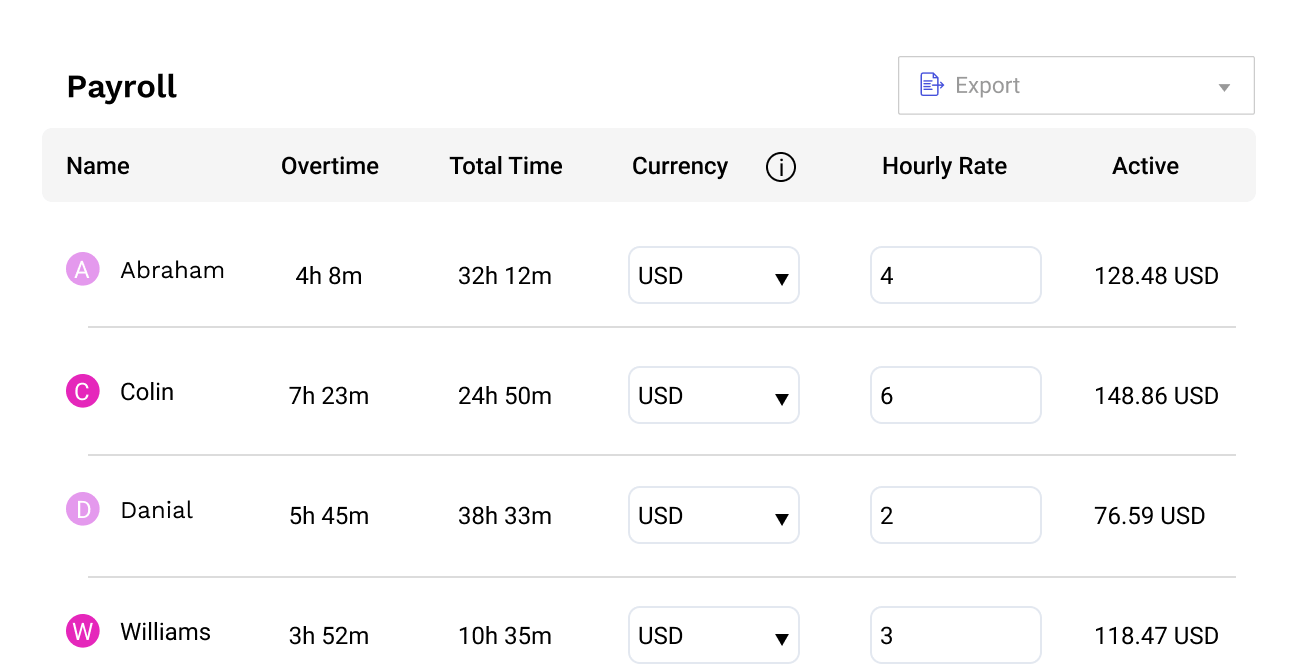 Payroll
Export
Name Overtime Total Time Currency i Hourly Rate Active
A Abraham 4h 8m 32h 12m USD 4 128.48 USD
C Colin 7h 23m 24h 50m USD 6 148.86 USD
D Danial 5h 45m 38h 33m USD 2 76.59 USD
W Williams 3h 52m 10h 35m USD 3 118.47 USD